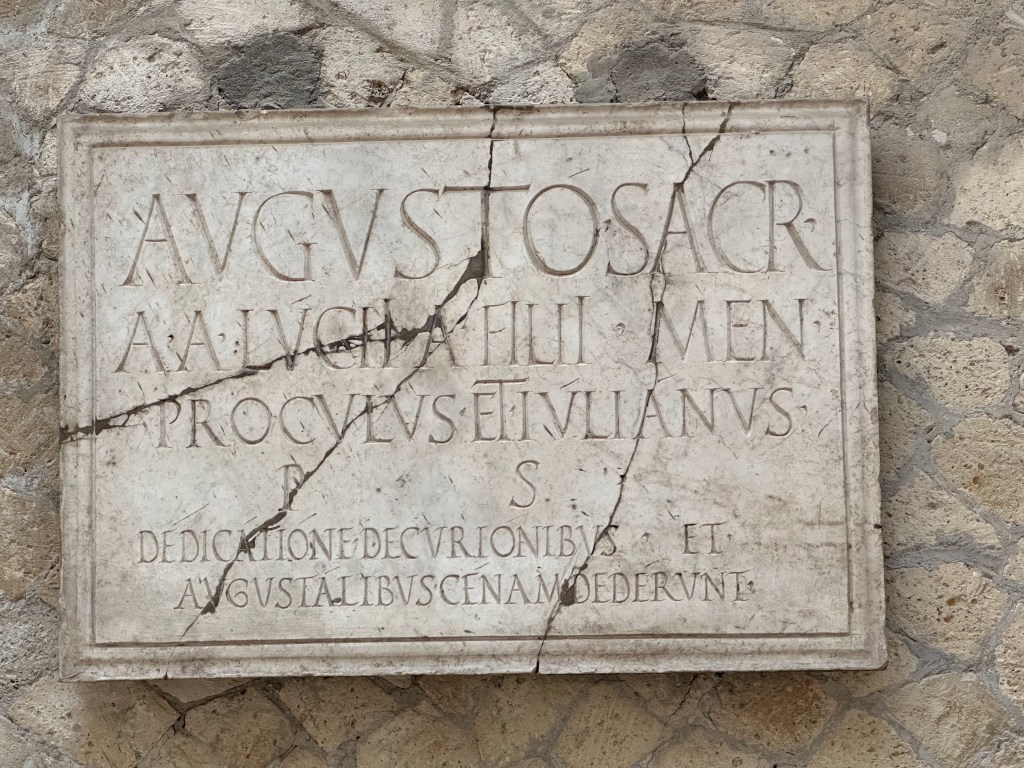 AVGVSTO·SACR·
A·A·LVCII A FILII·MEN·
PROCVLVS·ET·IVLIANVS·
P S
DEDICATIONE·DECVRIONIBVS·ET·
AVGVSTALIBVS·CENAM·DEDERVNT·